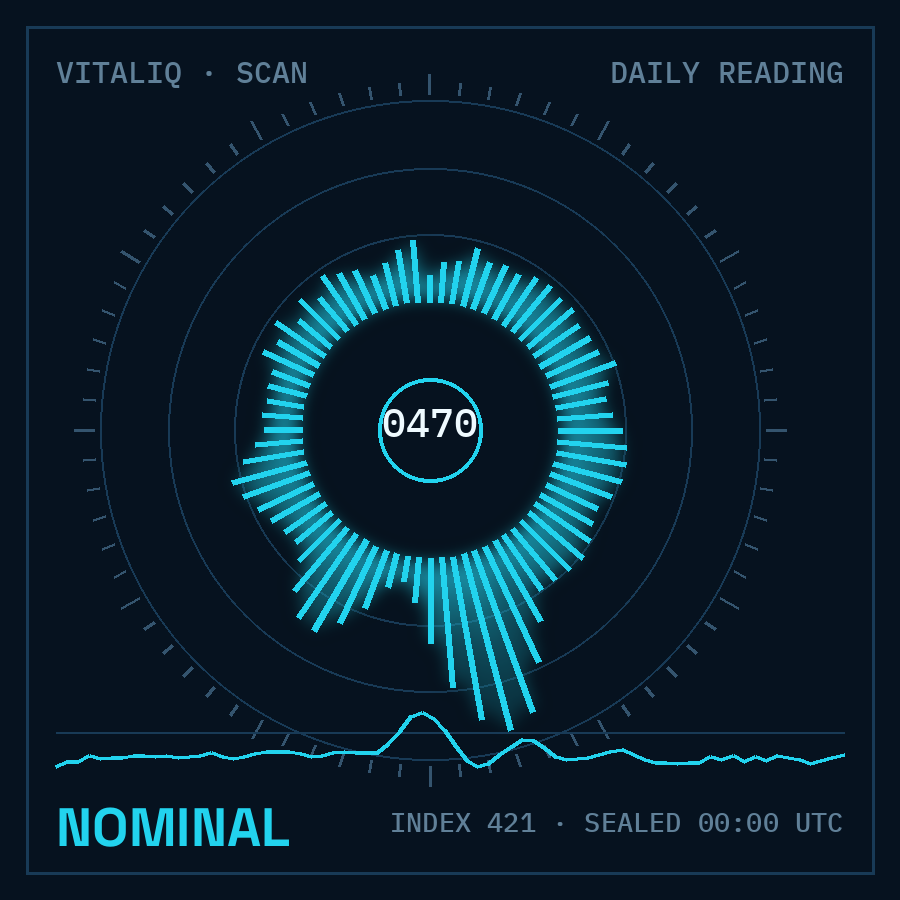 VITALIQ · SCAN
DAILY READING
0470
NOMINAL
INDEX 421 · SEALED 00:00 UTC